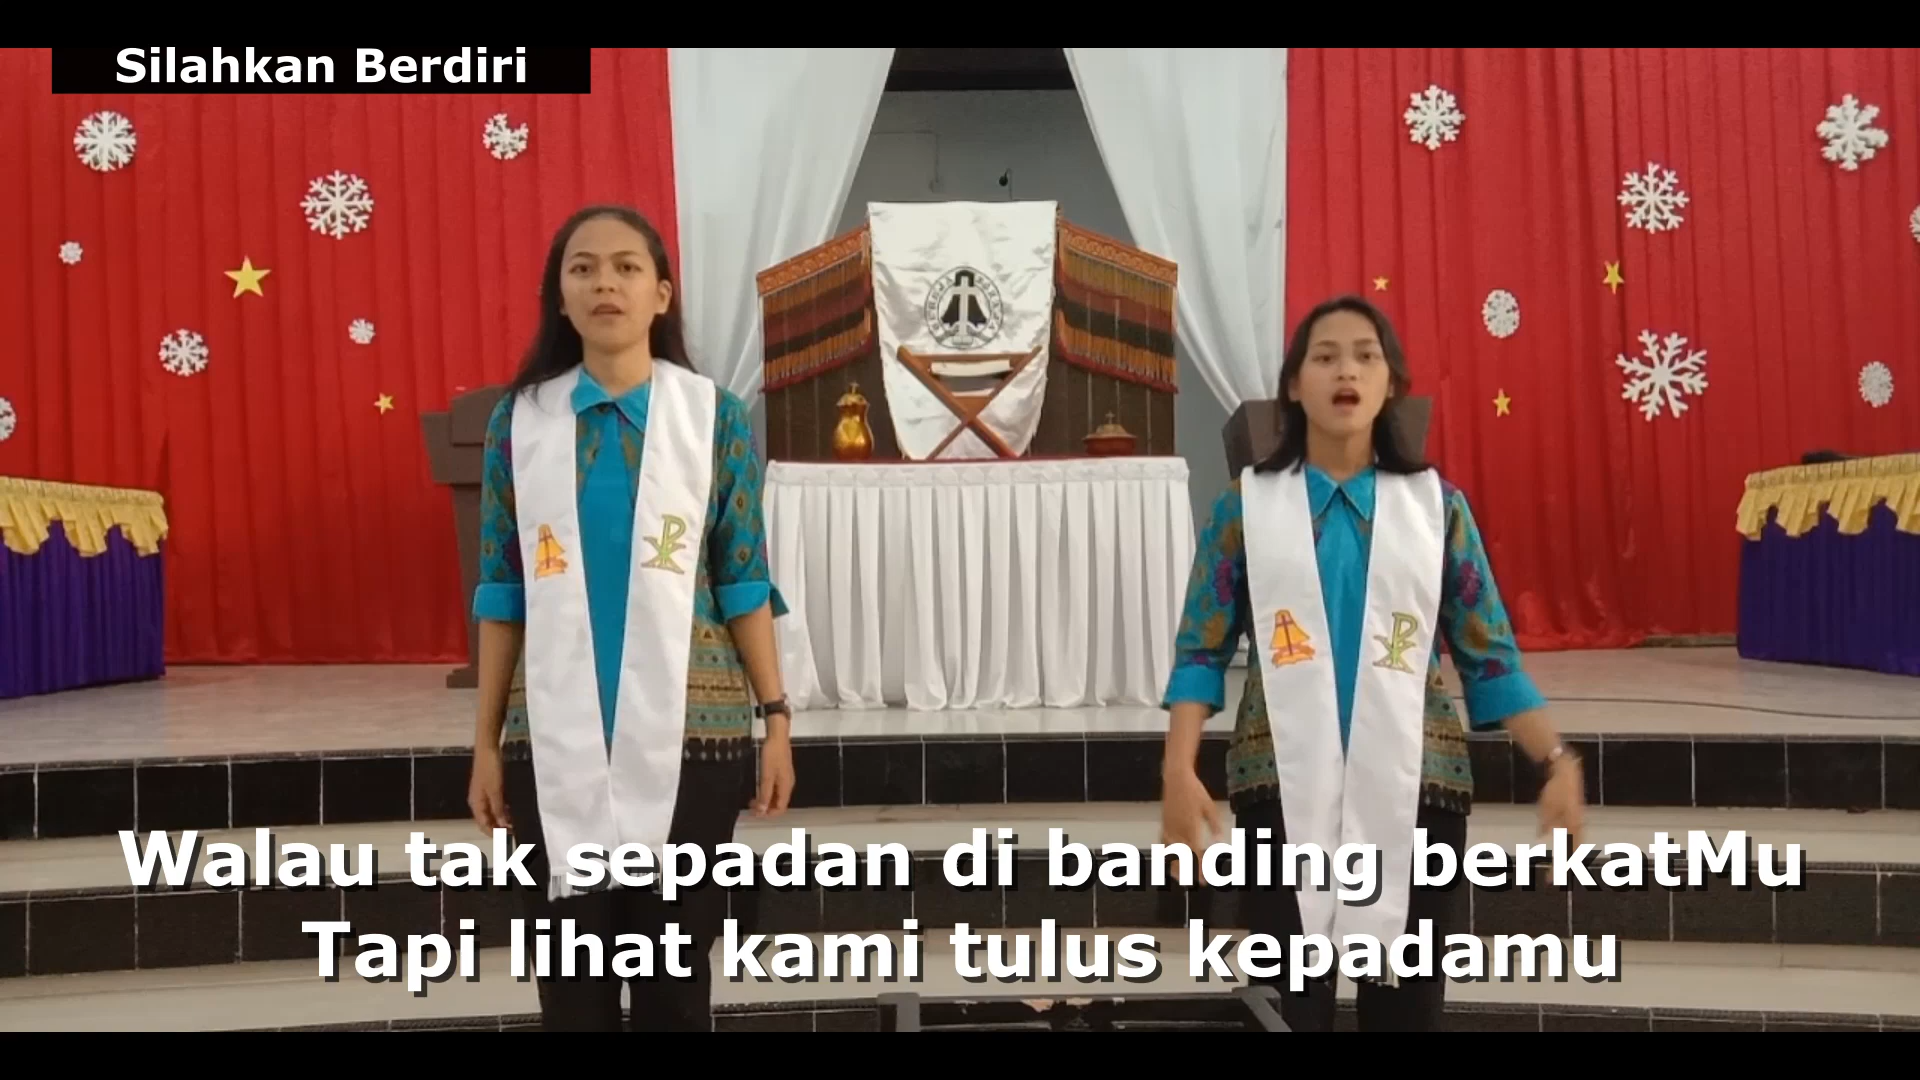 Silahkan Berdiri
Walau tak sepadan di banding berkatMu
Tapi lihat kami tulus kepadamu